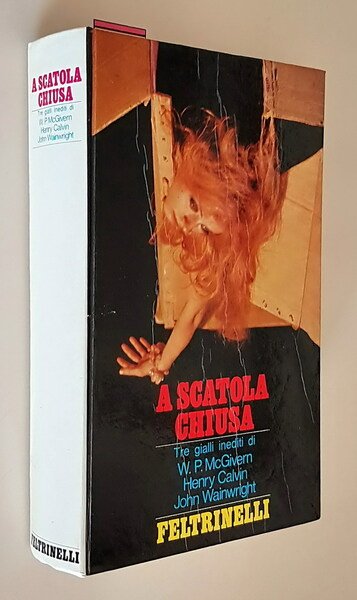 A SCATOLA
CHIUSA
Tre gialli inediti di
W. P. McGivern
Henry Calvin
John Wainwright
FELTRINELLI
A SCATOLA
CHIUSA
Tre gialli inediti di
W. P. McGivern
Henry Calvin
John Wainwright
FELTRINELLI